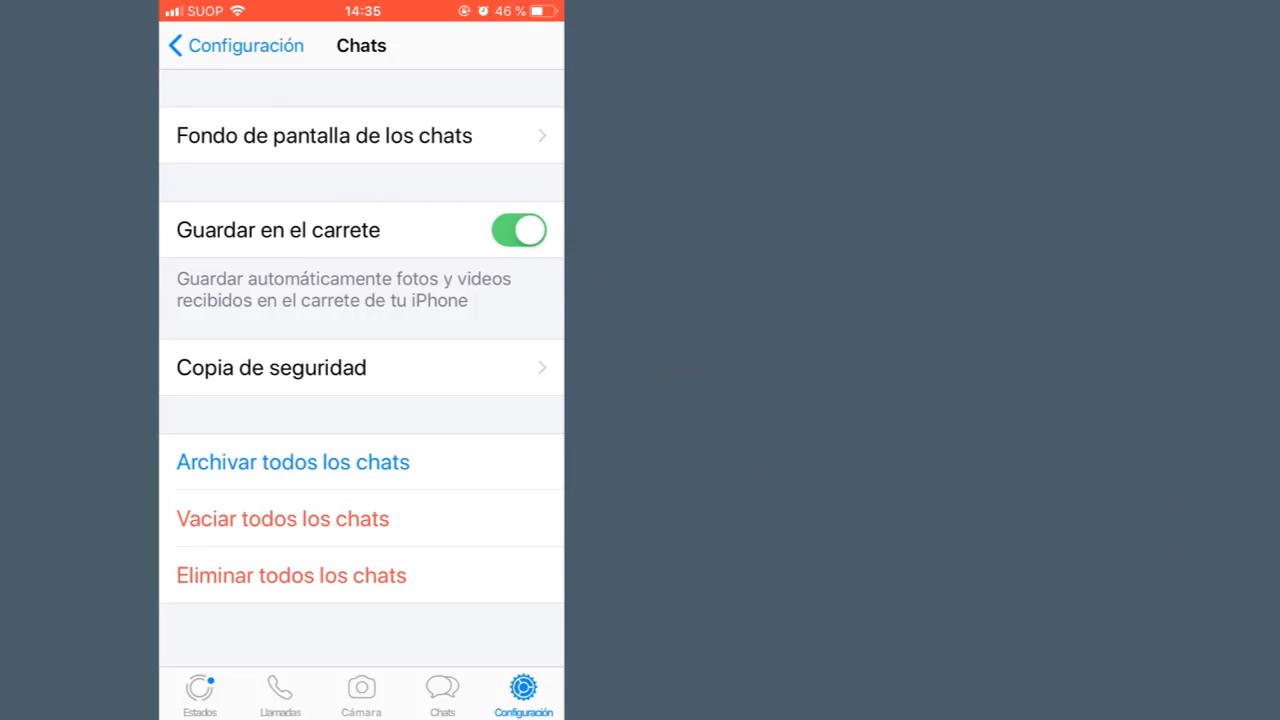 SUOP 14:35 46 %
Configuración Chats
Fondo de pantalla de los chats
Guardar en el carrete
Guardar automáticamente fotos y videos
recibidos en el carrete de tu iPhone
Copia de seguridad
Archivar todos los chats
Vaciar todos los chats
Eliminar todos los chats
Estados Llamadas Cámara Chats Configuración